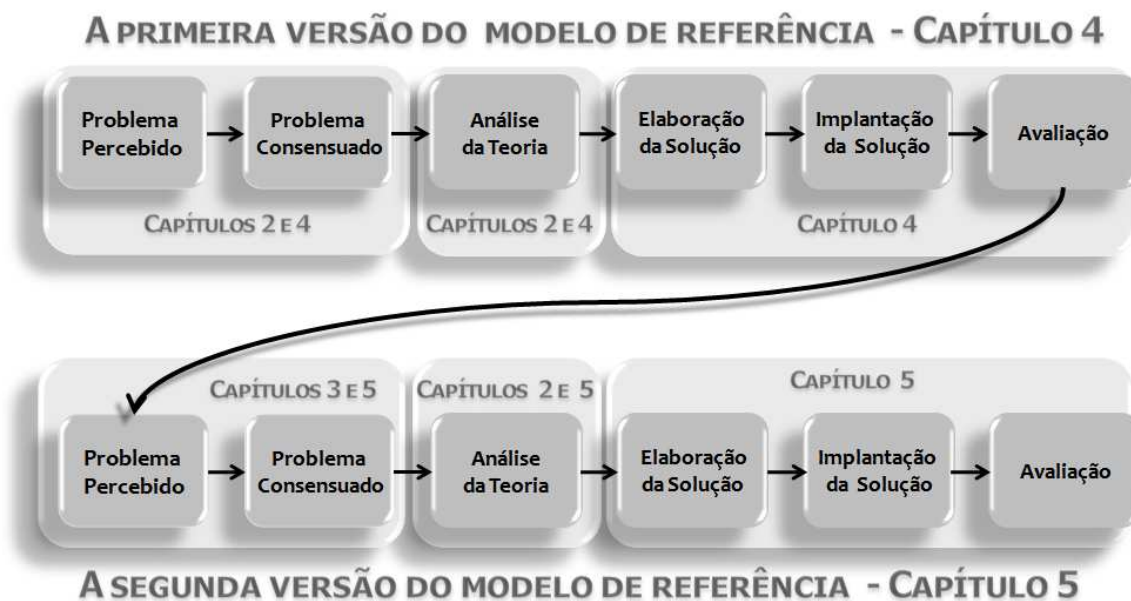 A PRIMEIRA VERSÃO DO MODELO DE REFERÊNCIA - CAPÍTULO 4
Problema
Percebido
Problema
Consensuado
Análise
da Teoria
Elaboração
da Solução
Implantação
da Solução
Avaliação
CAPÍTULOS 2 E 4
CAPÍTULOS 2 E 4
CAPÍTULO 4
CAPÍTULOS 3 E 5
CAPÍTULOS 2 E 5
CAPÍTULO 5
Problema
Percebido
Problema
Consensuado
Análise
da Teoria
Elaboração
da Solução
Implantação
da Solução
Avaliação
A SEGUNDA VERSÃO DO MODELO DE REFERÊNCIA - CAPÍTULO 5